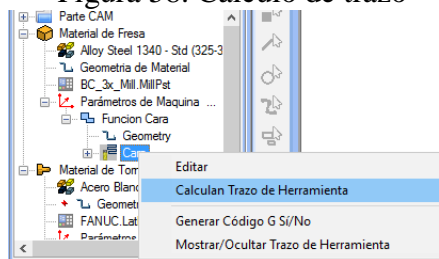 Figura 38. Cálculo de trazo
Parte CAM
Material de Fresa
Alloy Steel 1340 - Std (325-3
Geometria de Material
BC_3x_Mill.MillPst
Parámetros de Maquina ...
Funcion Cara
Geometry
Cara
Material de Torn
Acero Blanc
Geometr
FANUC.Lat
Parámetros
Editar
Calculan Trazo de Herramienta
Generar Código G Sí/No
Mostrar/Ocultar Trazo de Herramienta